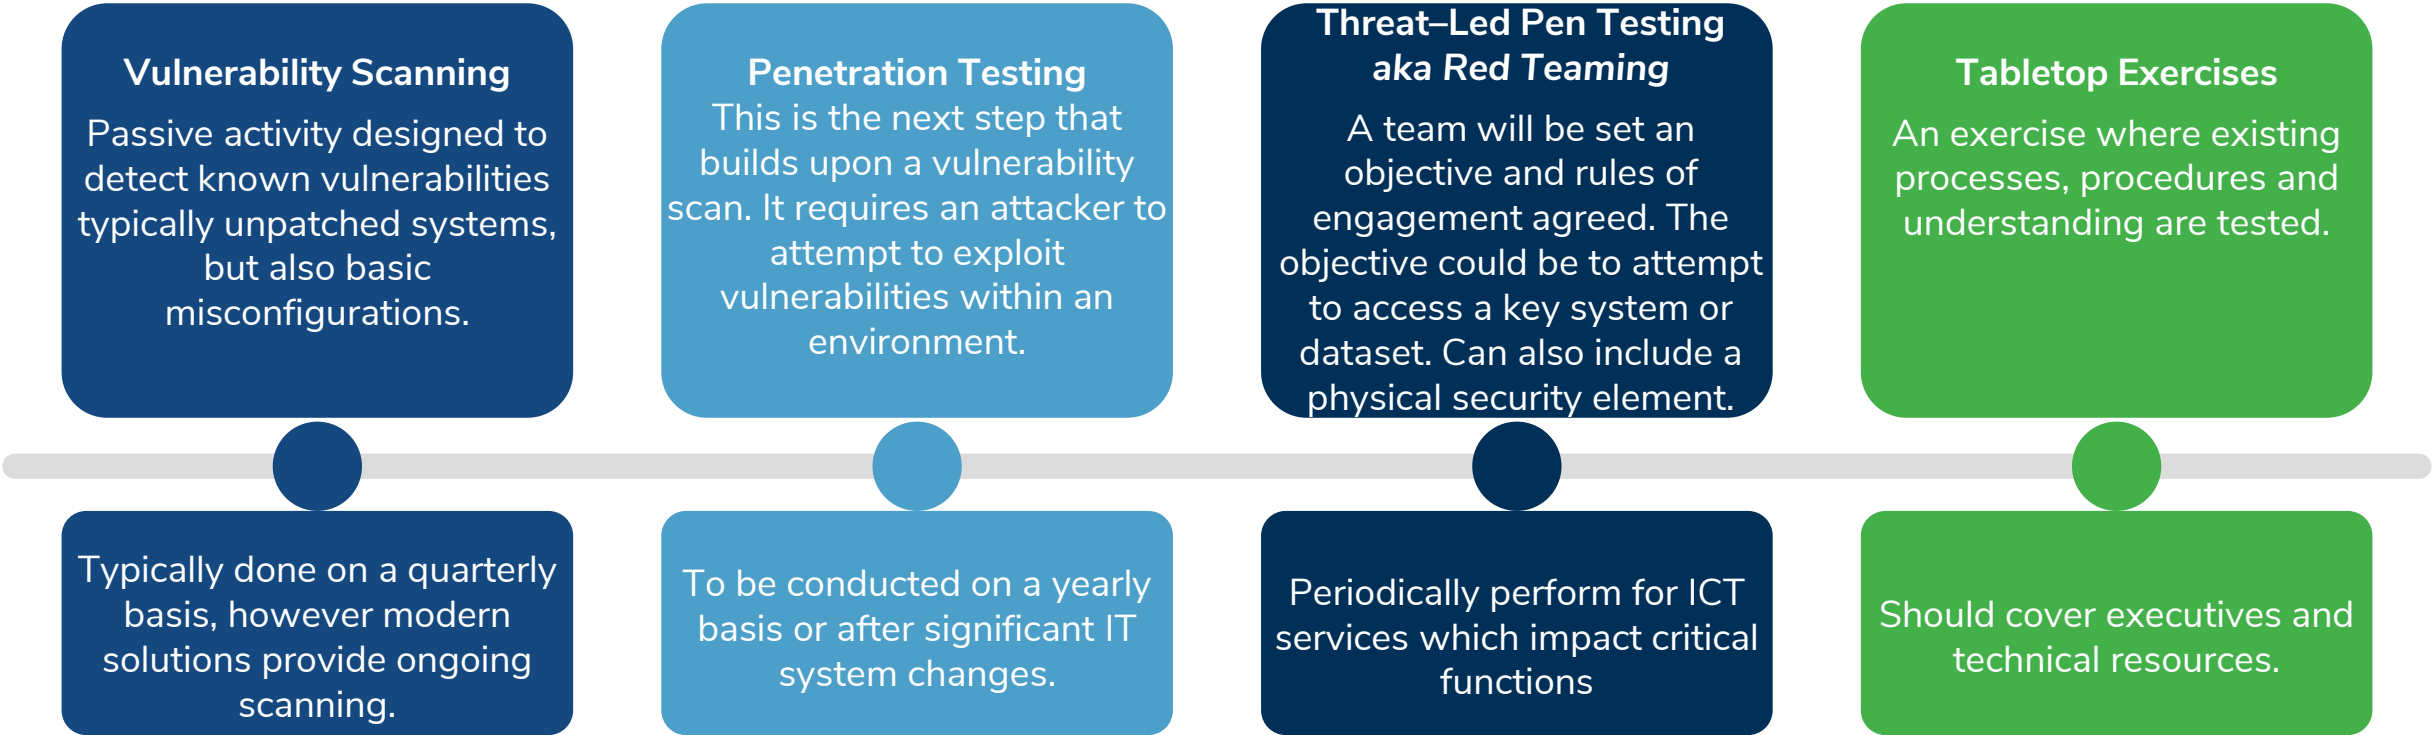 Vulnerability Scanning
Passive activity designed to
detect known vulnerabilities
typically unpatched systems,
but also basic
misconfigurations.
Typically done on a quarterly
basis, however modern
solutions provide ongoing
scanning.
Penetration Testing
This is the next step that
builds upon a vulnerability
scan. It requires an attacker to
attempt to exploit
vulnerabilities within an
environment.
To be conducted on a yearly
basis or after significant IT
system changes.
Threat–Led Pen Testing
aka Red Teaming
A team will be set an
objective and rules of
engagement agreed. The
objective could be to attempt
to access a key system or
dataset. Can also include a
physical security element.
Periodically perform for ICT
services which impact critical
functions
Tabletop Exercises
An exercise where existing
processes, procedures and
understanding are tested.
Should cover executives and
technical resources.